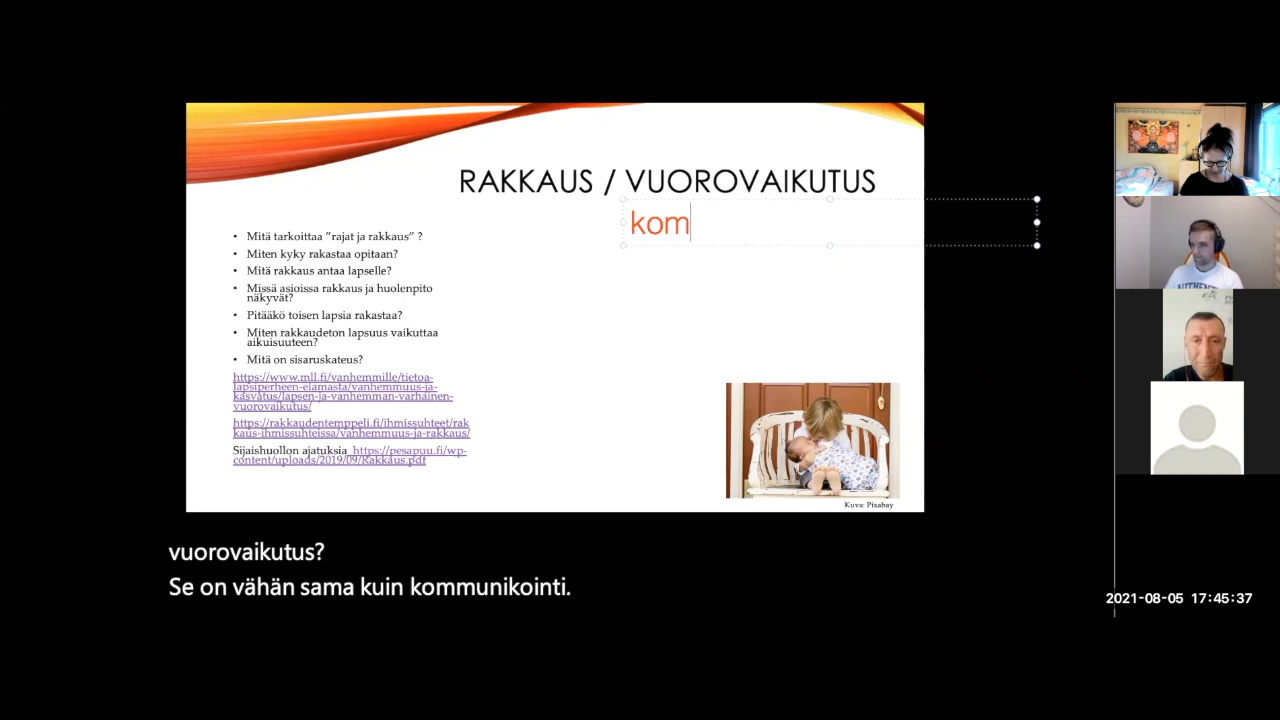 RAKKAUS / VUOROVAIKUTUS
kom
• Mitä tarkoittaa ”rajat ja rakkaus” ?
• Miten kyky rakastaa opitaan?
• Mitä rakkaus antaa lapselle?
• Missä asioissa rakkaus ja huolenpito
näkyvät?
• Pitääkö toisen lapsia rakastaa?
• Miten rakkaudeton lapsuus vaikuttaa
aikuisuuteen?
• Mitä on sisaruskateus?
https://www.mll.fi/vanhemmille/tietoa-
lapsiperheen-elamasta/vanhemmuus-ja-
kasvatus/lapsen-ja-vanhemman-varhainen-
vuorovaikutus/
https://rakkaudentemppeli.fi/ihmissuhteet/rak
kaus-ihmissuhteissa/vanhemmuus-ja-rakkaus/
Sijaishuollon ajatuksia https://pesapuu.fi/wp-
content/uploads/2019/09/Rakkaus.pdf
Kuva: Pixabay
vuorovaikutus?
Se on vähän sama kuin kommunikointi.
2021-08-05 17:45:37